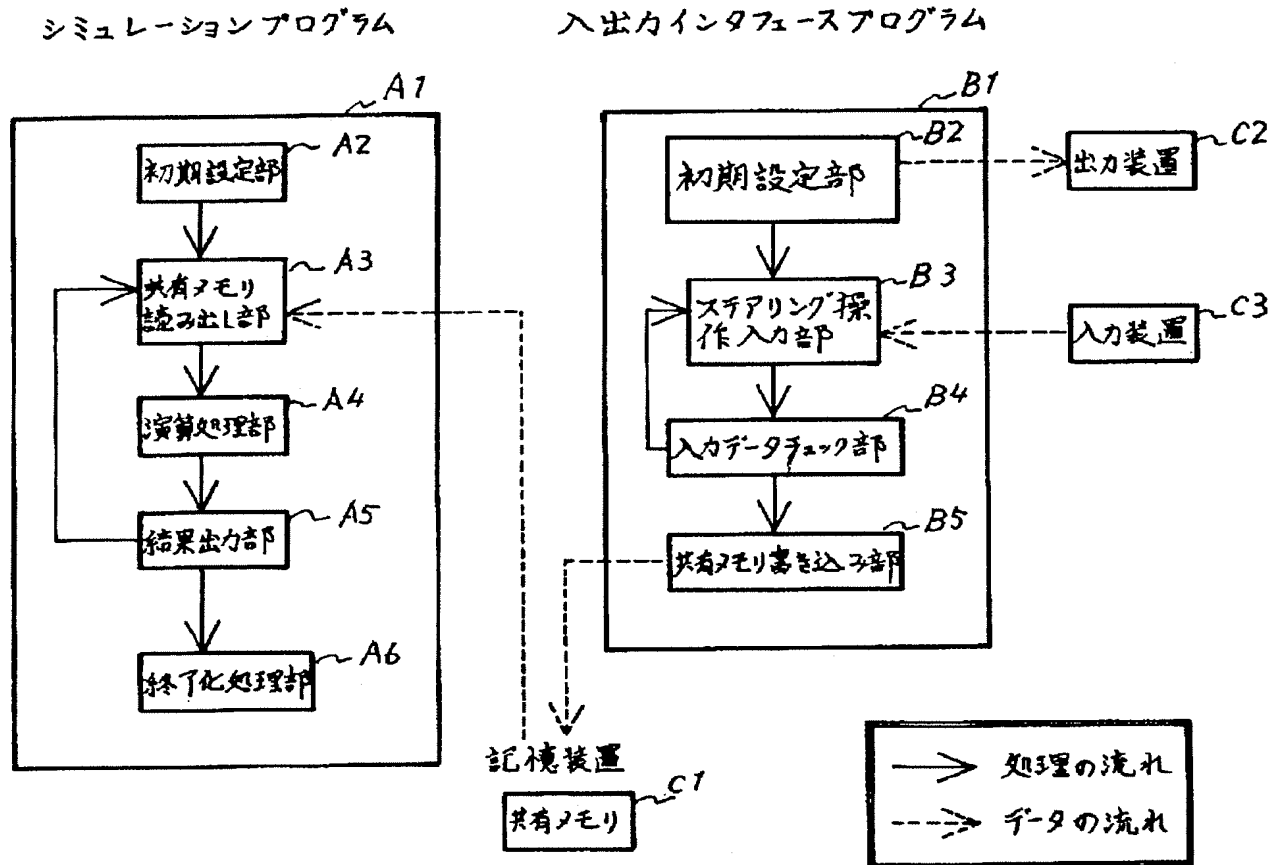 シミュレーションプログラム
入出力インタフェースプログラム
A1
A2
初期設定部
A3
共有メモリ
読み出し部
A4
演算処理部
A5
結果出力部
A6
終了化処理部
B1
B2
初期設定部
B3
ステアリング操
作入力部
B4
入力データチェック部
B5
共有メモリ書き込み部
C2
出力装置
C3
入力装置
記憶装置
C1
共有メモリ
処理の流れ
データの流れ